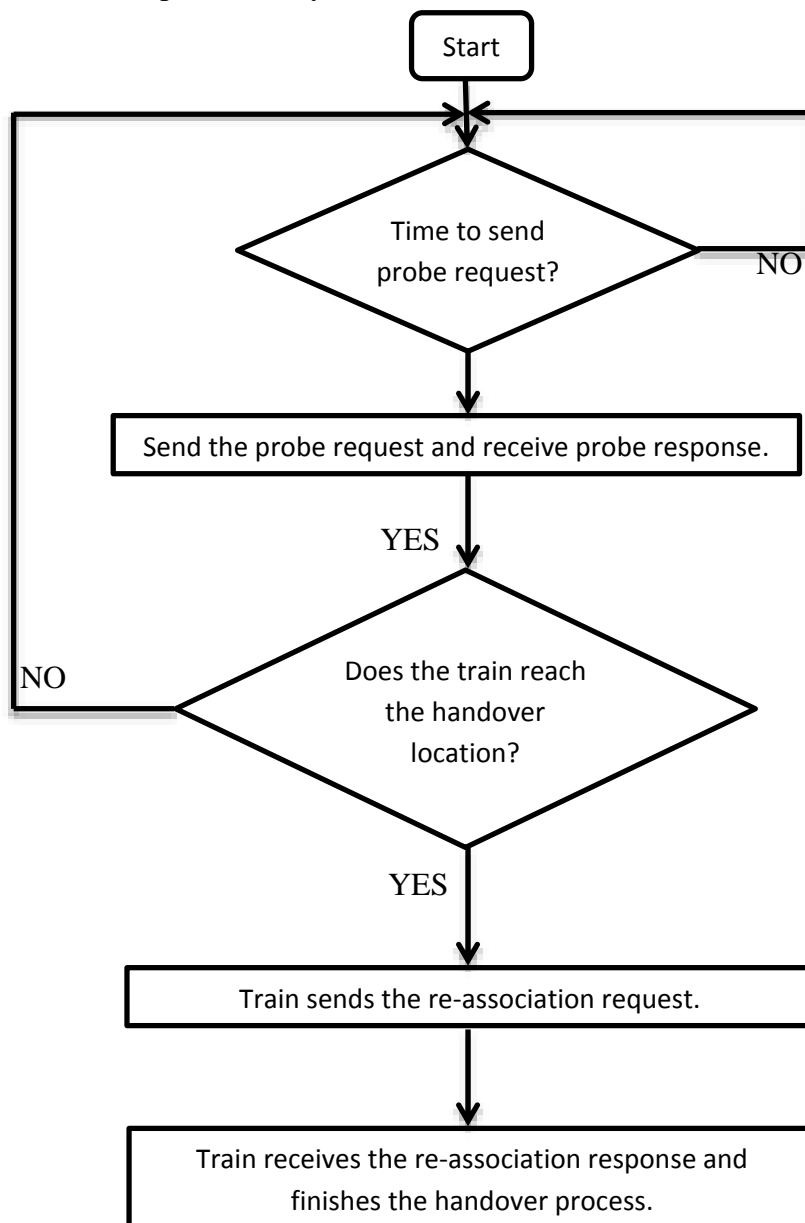 Start
Time to send
probe request?
NO
Send the probe request and receive probe response.
YES
Does the train reach
the handover
location?
NO
YES
Train sends the re-association request.
Train receives the re-association response and
finishes the handover process.